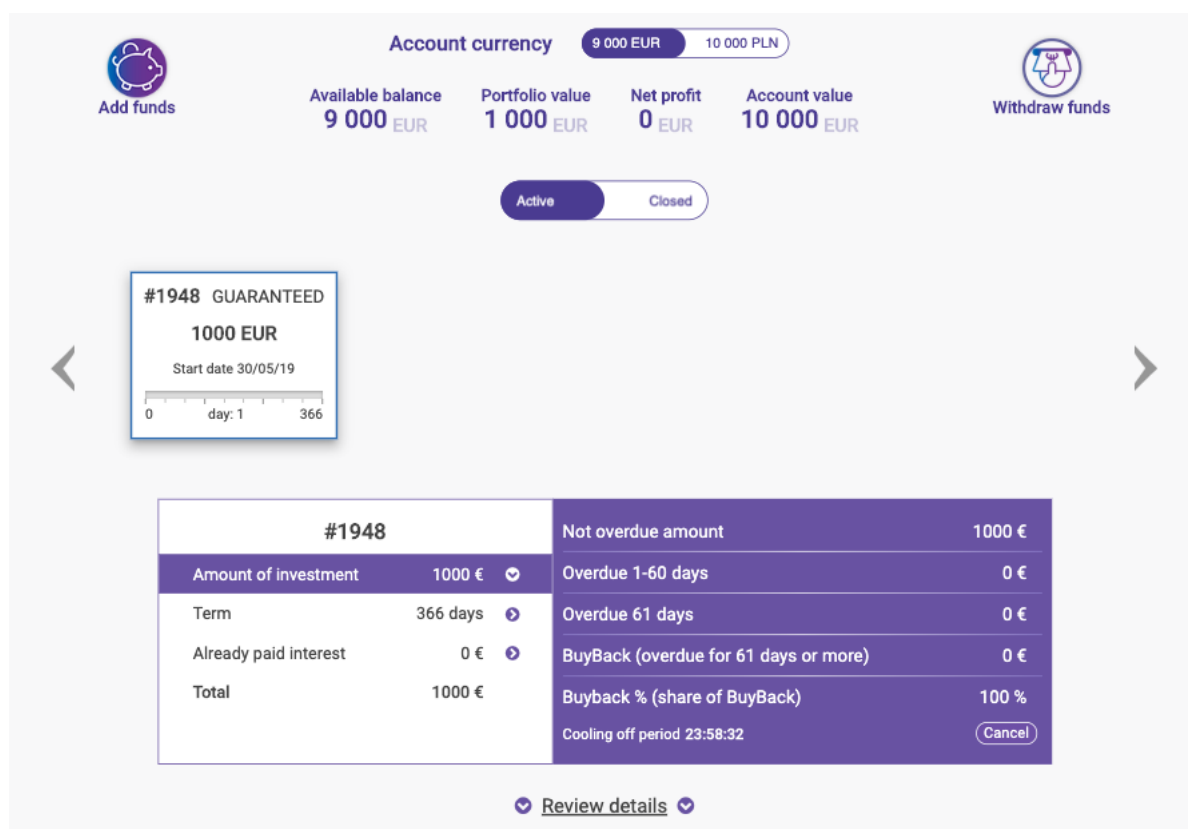 Account currency 9 000 EUR 10 000 PLN
Add funds
Available balance Portfolio value Net profit Account value
9 000 EUR 1 000 EUR 0 EUR 10 000 EUR
Withdraw funds
Active Closed
#1948 GUARANTEED
1000 EUR
Start date 30/05/19
0 day: 1 366
#1948
Amount of investment 1000 €
Term 366 days
Already paid interest 0 €
Total 1000 €
Not overdue amount 1000 €
Overdue 1-60 days 0 €
Overdue 61 days 0 €
BuyBack (overdue for 61 days or more) 0 €
Buyback % (share of BuyBack) 100 %
Cooling off period 23:58:32 Cancel
Review details